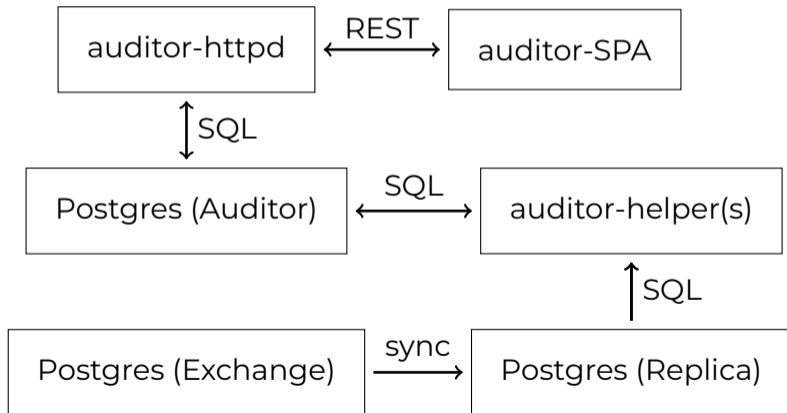 auditor-httpd
REST
auditor-SPA
SQL
Postgres (Auditor)
SQL
auditor-helper(s)
SQL
Postgres (Exchange)
sync
Postgres (Replica)